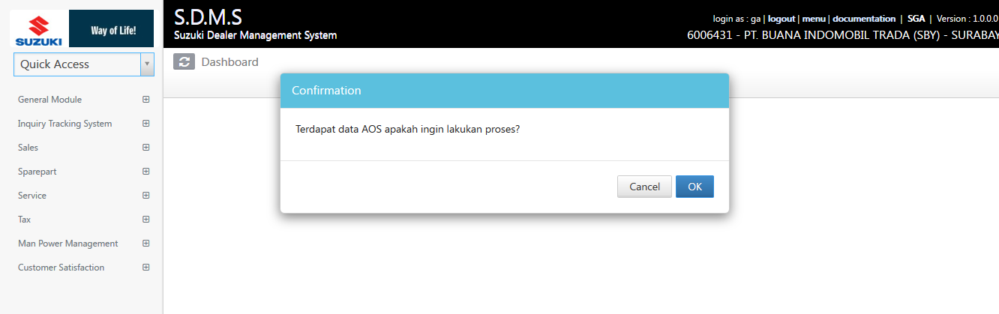 SUZUKI
Way of Life!
S.D.M.S
Suzuki Dealer Management System
login as : ga | logout | menu | documentation | SGA | Version : 1.0.0.0
6006431 - PT. BUANA INDOMOBIL TRADA (SBY) - SURABAY
Quick Access
Dashboard
General Module
Inquiry Tracking System
Sales
Sparepart
Service
Tax
Man Power Management
Customer Satisfaction
Confirmation
Terdapat data AOS apakah ingin lakukan proses?
Cancel
OK